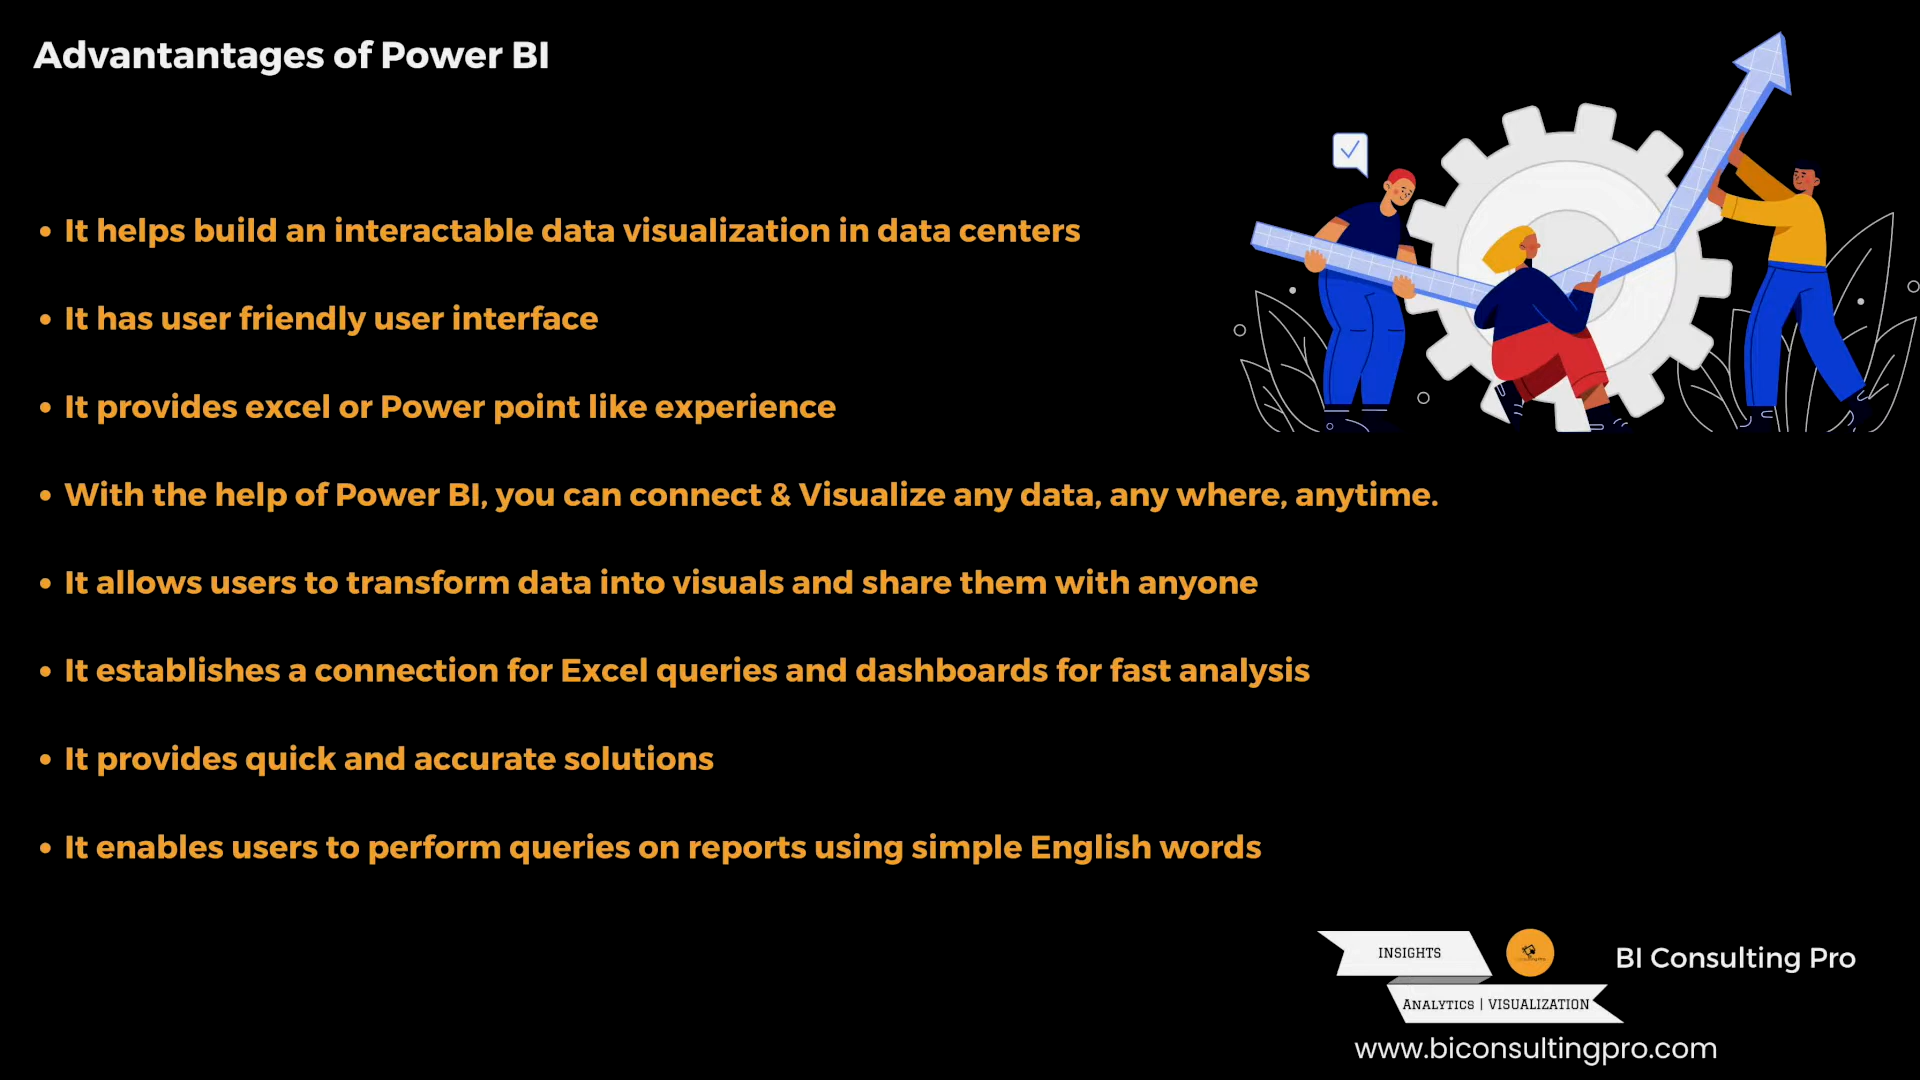 Advantantages of Power BI
• It helps build an interactable data visualization in data centers
• It has user friendly user interface
• It provides excel or Power point like experience
• With the help of Power BI, you can connect & Visualize any data, any where, anytime.
• It allows users to transform data into visuals and share them with anyone
• It establishes a connection for Excel queries and dashboards for fast analysis
• It provides quick and accurate solutions
• It enables users to perform queries on reports using simple English words
INSIGHTS
BI Consulting Pro
ANALYTICS | VISUALIZATION
www.biconsultingpro.com